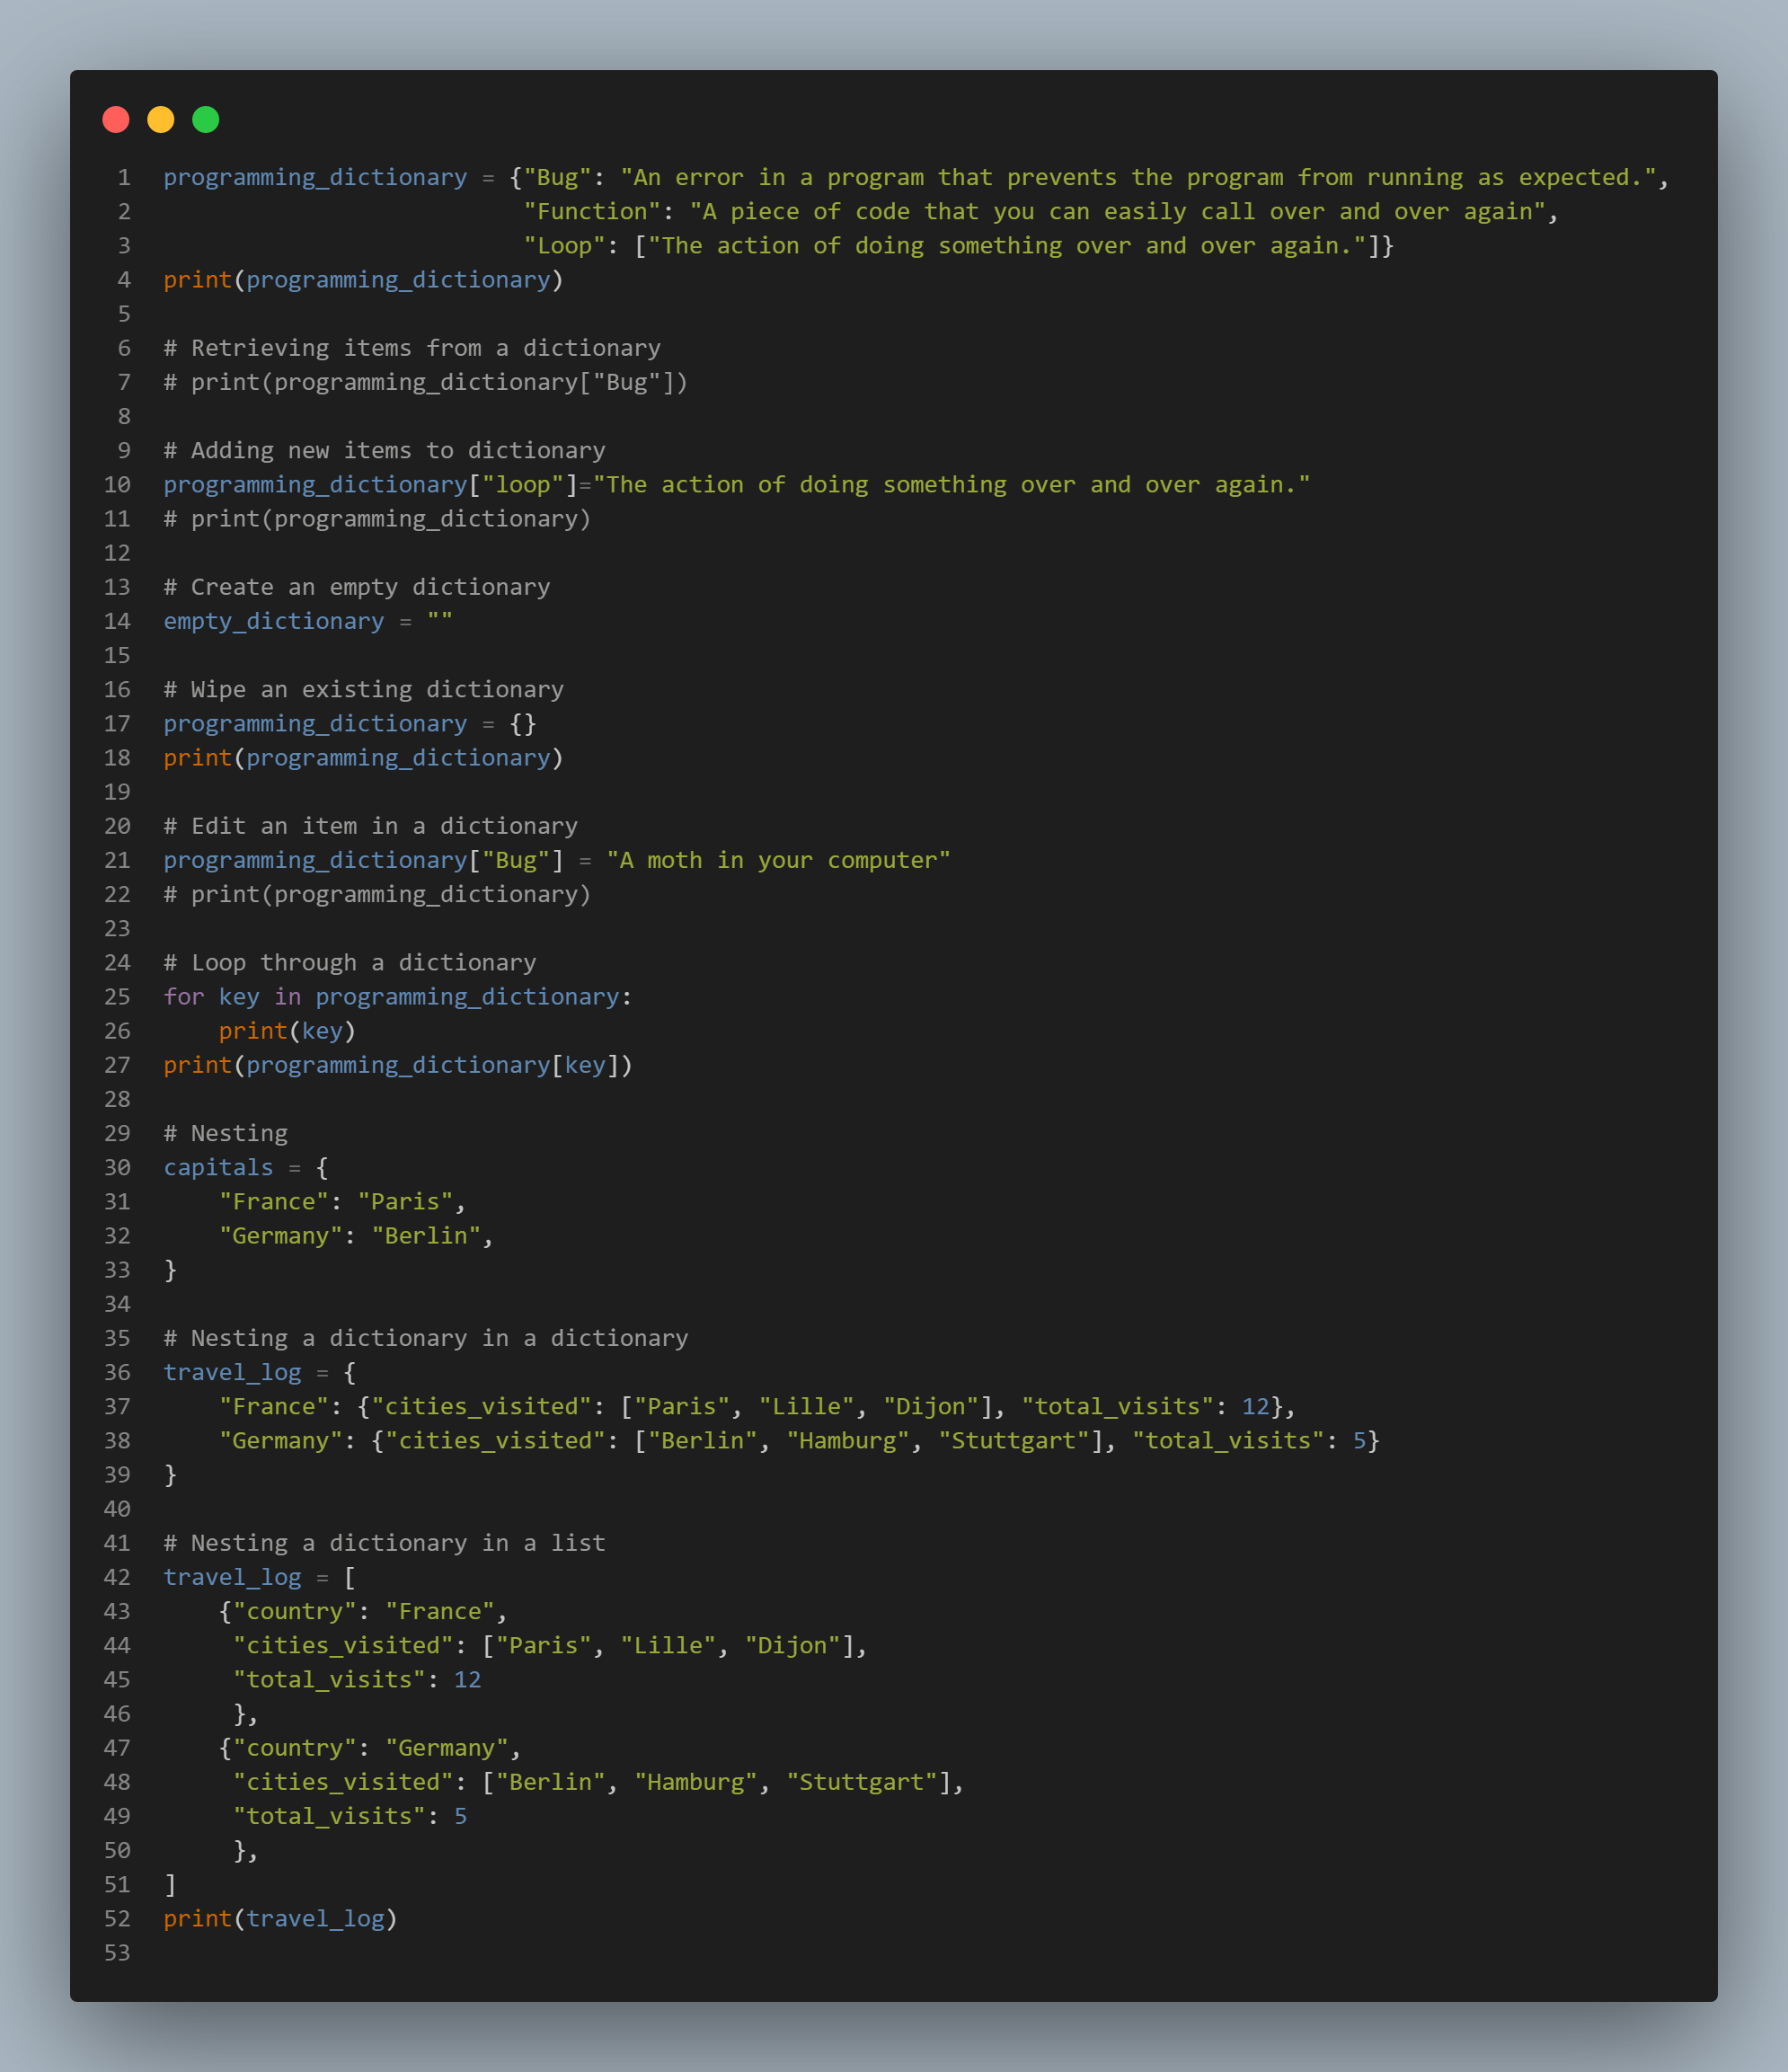 1 programming_dictionary = {"Bug": "An error in a program that prevents the program from running as expected.",
2                           "Function": "A piece of code that you can easily call over and over again",
3                           "Loop": ["The action of doing something over and over again."]}
4 print(programming_dictionary)
5
6 # Retrieving items from a dictionary
7 # print(programming_dictionary["Bug"])
8
9 # Adding new items to dictionary
10 programming_dictionary["loop"]="The action of doing something over and over again."
11 # print(programming_dictionary)
12
13 # Create an empty dictionary
14 empty_dictionary = ""
15
16 # Wipe an existing dictionary
17 programming_dictionary = {}
18 print(programming_dictionary)
19
20 # Edit an item in a dictionary
21 programming_dictionary["Bug"] = "A moth in your computer"
22 # print(programming_dictionary)
23
24 # Loop through a dictionary
25 for key in programming_dictionary:
26     print(key)
27 print(programming_dictionary[key])
28
29 # Nesting
30 capitals = {
31     "France": "Paris",
32     "Germany": "Berlin",
33 }
34
35 # Nesting a dictionary in a dictionary
36 travel_log = {
37     "France": {"cities_visited": ["Paris", "Lille", "Dijon"], "total_visits": 12},
38     "Germany": {"cities_visited": ["Berlin", "Hamburg", "Stuttgart"], "total_visits": 5}
39 }
40
41 # Nesting a dictionary in a list
42 travel_log = [
43     {"country": "France",
44      "cities_visited": ["Paris", "Lille", "Dijon"],
45      "total_visits": 12
46      },
47     {"country": "Germany",
48      "cities_visited": ["Berlin", "Hamburg", "Stuttgart"],
49      "total_visits": 5
50      },
51 ]
52 print(travel_log)
53